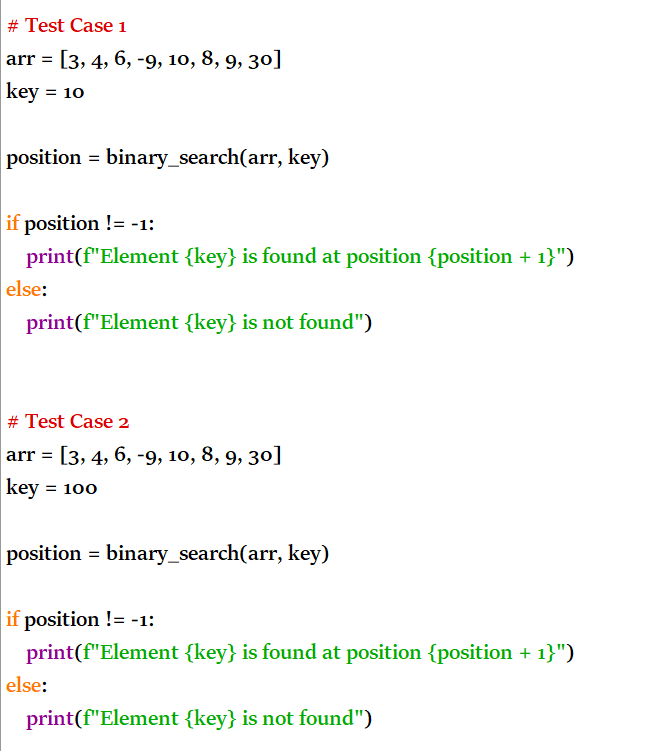 # Test Case 1
arr = [3, 4, 6, -9, 10, 8, 9, 30]
key = 10
position = binary_search(arr, key)
if position != -1:
    print(f"Element {key} is found at position {position + 1}")
else:
    print(f"Element {key} is not found")
# Test Case 2
arr = [3, 4, 6, -9, 10, 8, 9, 30]
key = 100
position = binary_search(arr, key)
if position != -1:
    print(f"Element {key} is found at position {position + 1}")
else:
    print(f"Element {key} is not found")